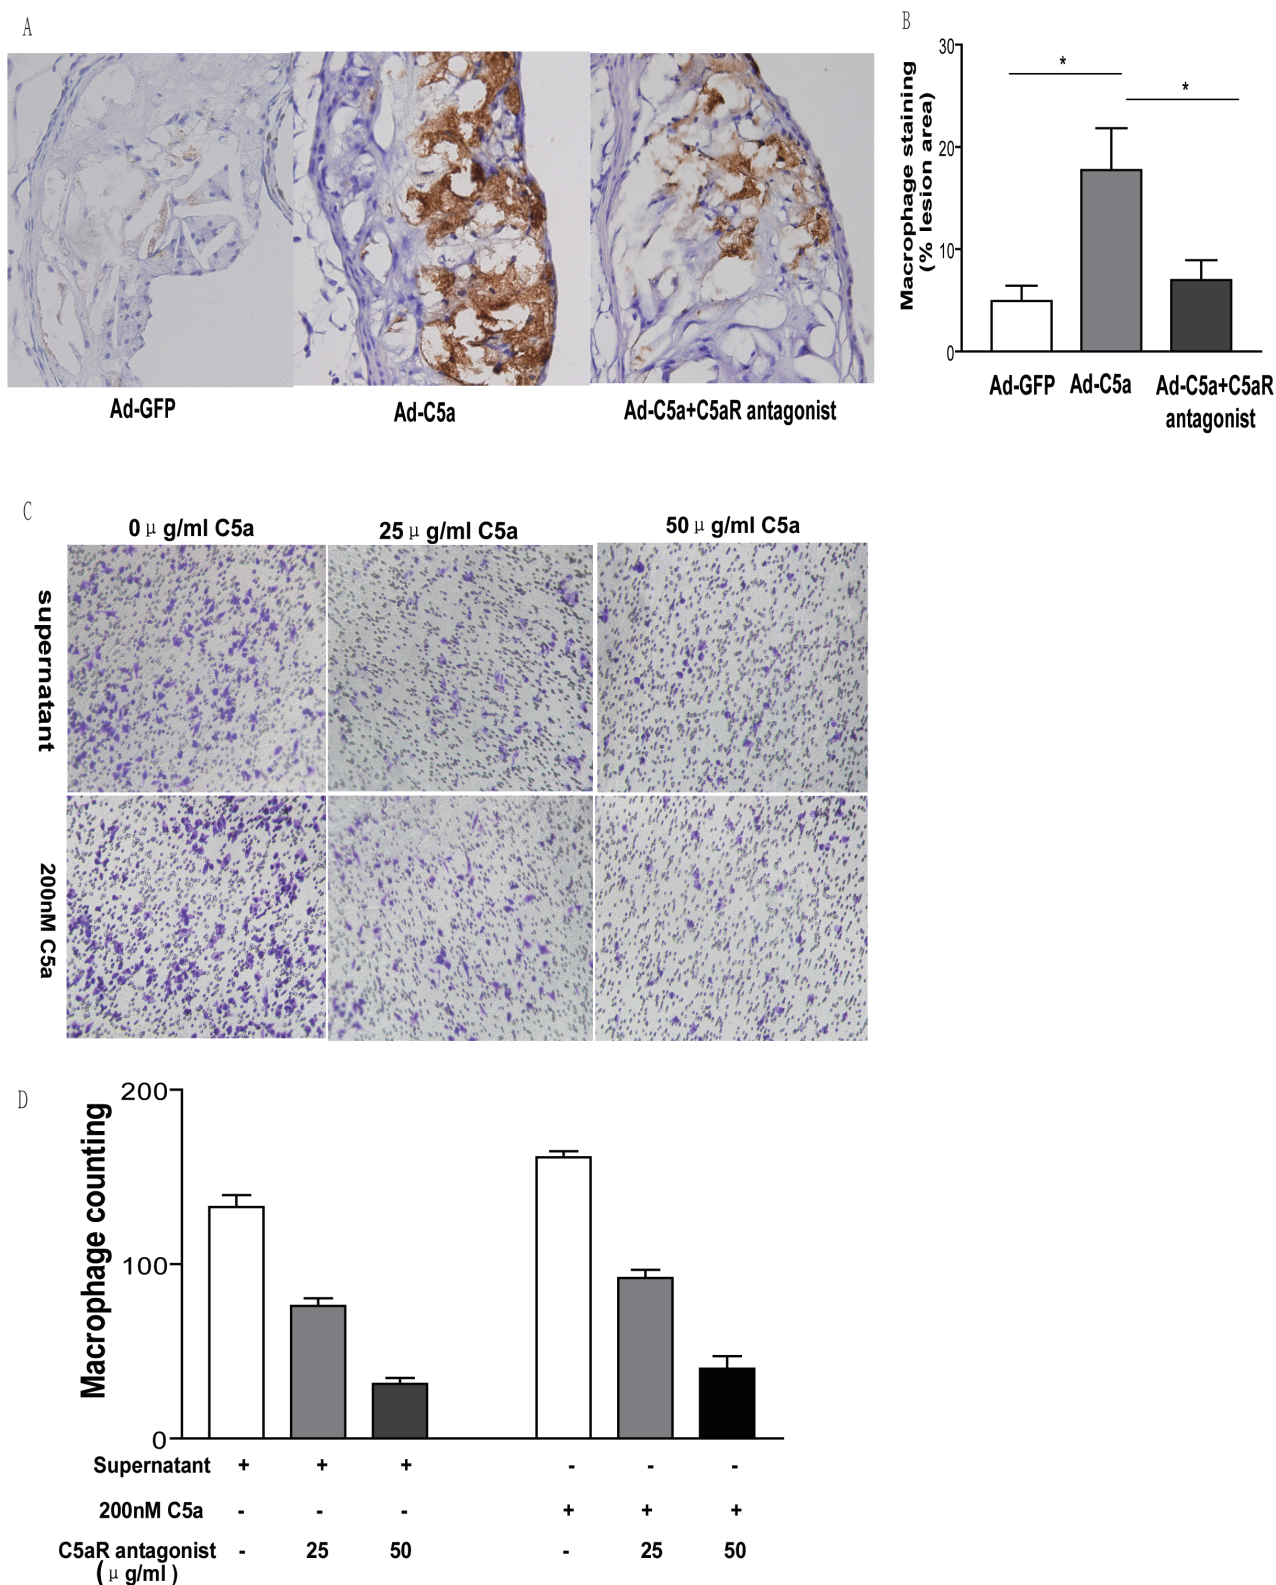 A
Ad-GFP
Ad-C5a
Ad-C5a+C5aR antagonist
B
Macrophage staining
(% lesion area)
30
20
10
0
*
*
Ad-GFP
Ad-C5a
Ad-C5a+C5aR
antagonist
C
0 μ g/ml C5a
25 μ g/ml C5a
50 μ g/ml C5a
supernatant
200nM C5a
D
Macrophage counting
200
100
0
Supernatant + + + - - -
200nM C5a - - - + + +
C5aR antagonist - 25 50 - 25 50
( μ g/ml )